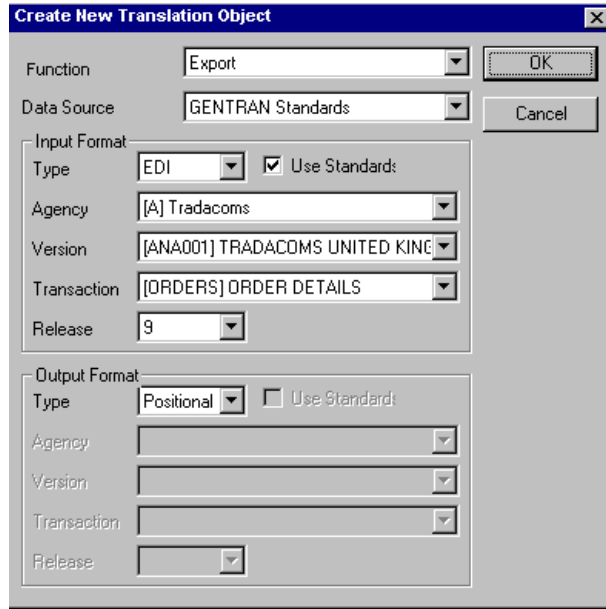 Create New Translation Object
Function Export OK
Data Source GENTRAN Standards Cancel
Input Format
Type EDI Use Standards
Agency [A] Tradacoms
Version [ANA001] TRADACOMS UNITED KING
Transaction [ORDERS] ORDER DETAILS
Release 9
Output Format
Type Positional Use Standards
Agency
Version
Transaction
Release